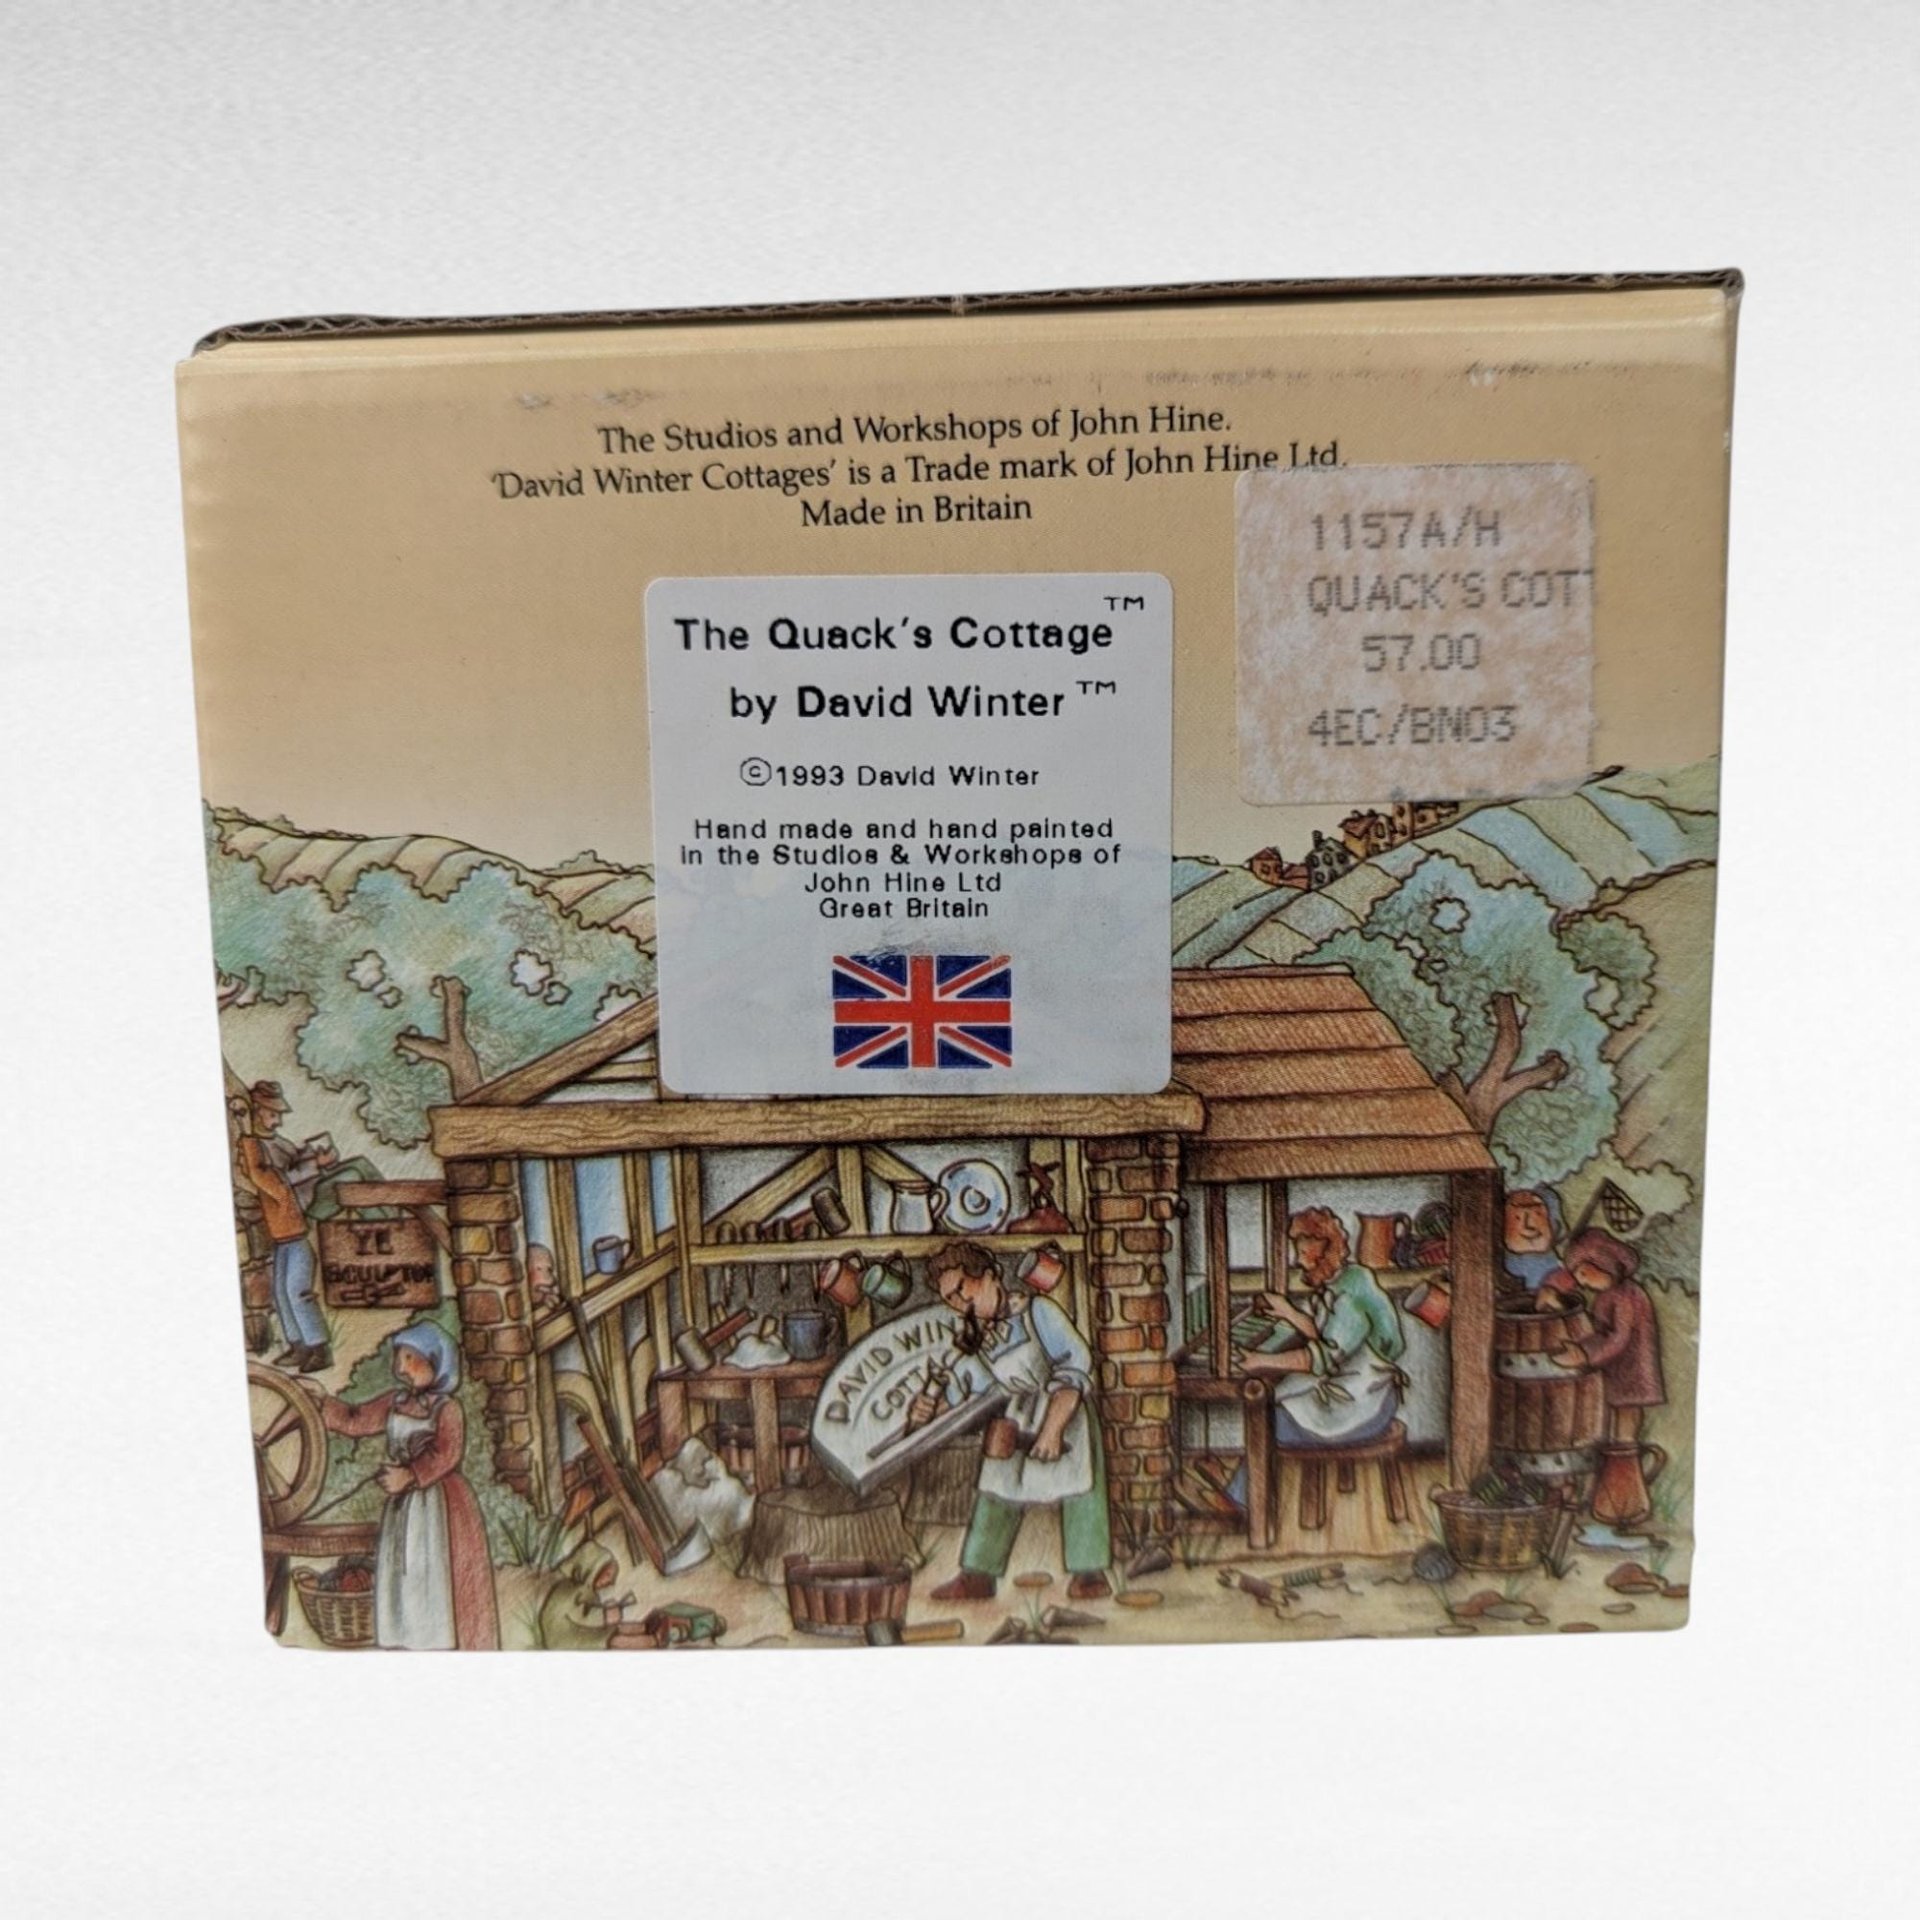 The Studios and Workshops of John Hine.
'David Winter Cottages' is a Trade mark of John Hine Ltd.
Made in Britain
1157A/H
QUACK'S COTT
57.00
4EC/BN03
The Quack's Cottage™
by David Winter™
©1993 David Winter
Hand made and hand painted
in the Studios & Workshops of
John Hine Ltd
Great Britain
YE
SCULPTOR
DAVID WIN
COTT